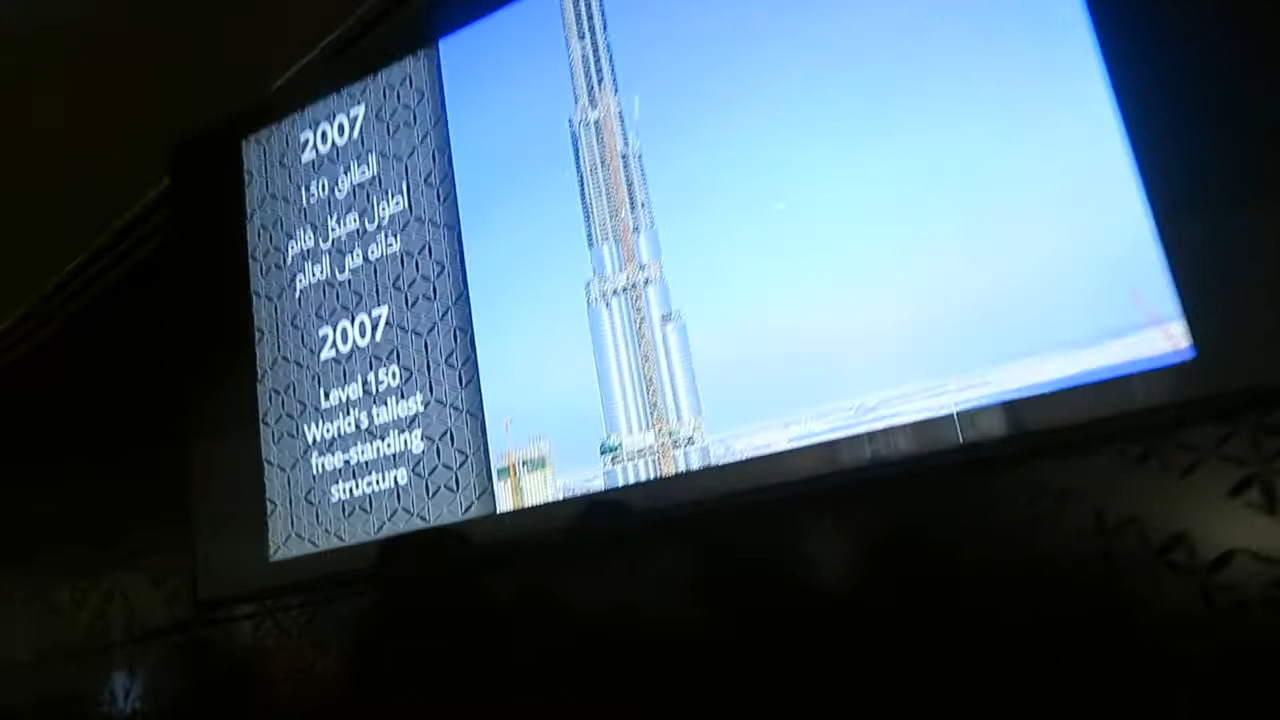 2007
الطابق 150
أطول هيكل قائم
بذاته في العالم
2007
Level 150
World's tallest
free-standing
structure